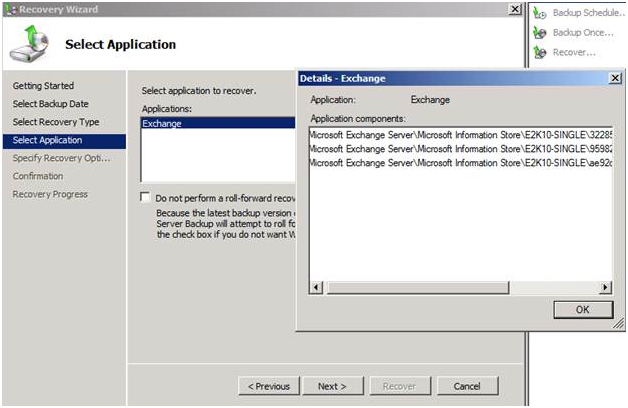 Recovery Wizard
Select Application
Getting Started
Select Backup Date
Select Recovery Type
Select Application
Specify Recovery Opti...
Confirmation
Recovery Progress
Select application to recover.
Applications:
Exchange
Do not perform a roll-forward recov
Because the latest backup version
Server Backup will attempt to roll fo
the check box if you do not want W
< Previous
Next >
Recover
Cancel
Details - Exchange
Application: Exchange
Application components:
Microsoft Exchange Server\Microsoft Information Store\E2K10-SINGLE\32285
Microsoft Exchange Server\Microsoft Information Store\E2K10-SINGLE\95982
Microsoft Exchange Server\Microsoft Information Store\E2K10-SINGLE\ae92c
OK
Backup Schedule...
Backup Once...
Recover...